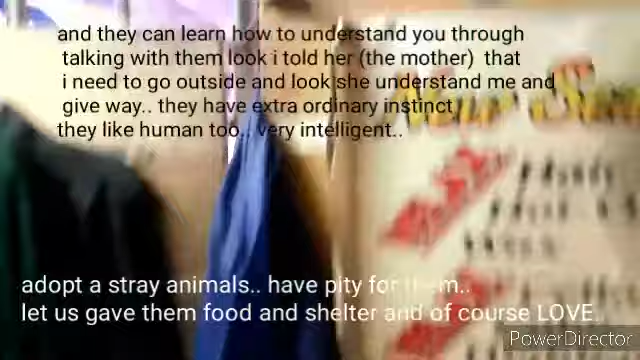 and they can learn how to understand you through
talking with them look i told her (the mother) that
i need to go outside and look she understand me and
give way.. they have extra ordinary instinct
they like human too.. very intelligent..
adopt a stray animals.. have pity for them..
let us gave them food and shelter and of course LOVE.
PowerDirector